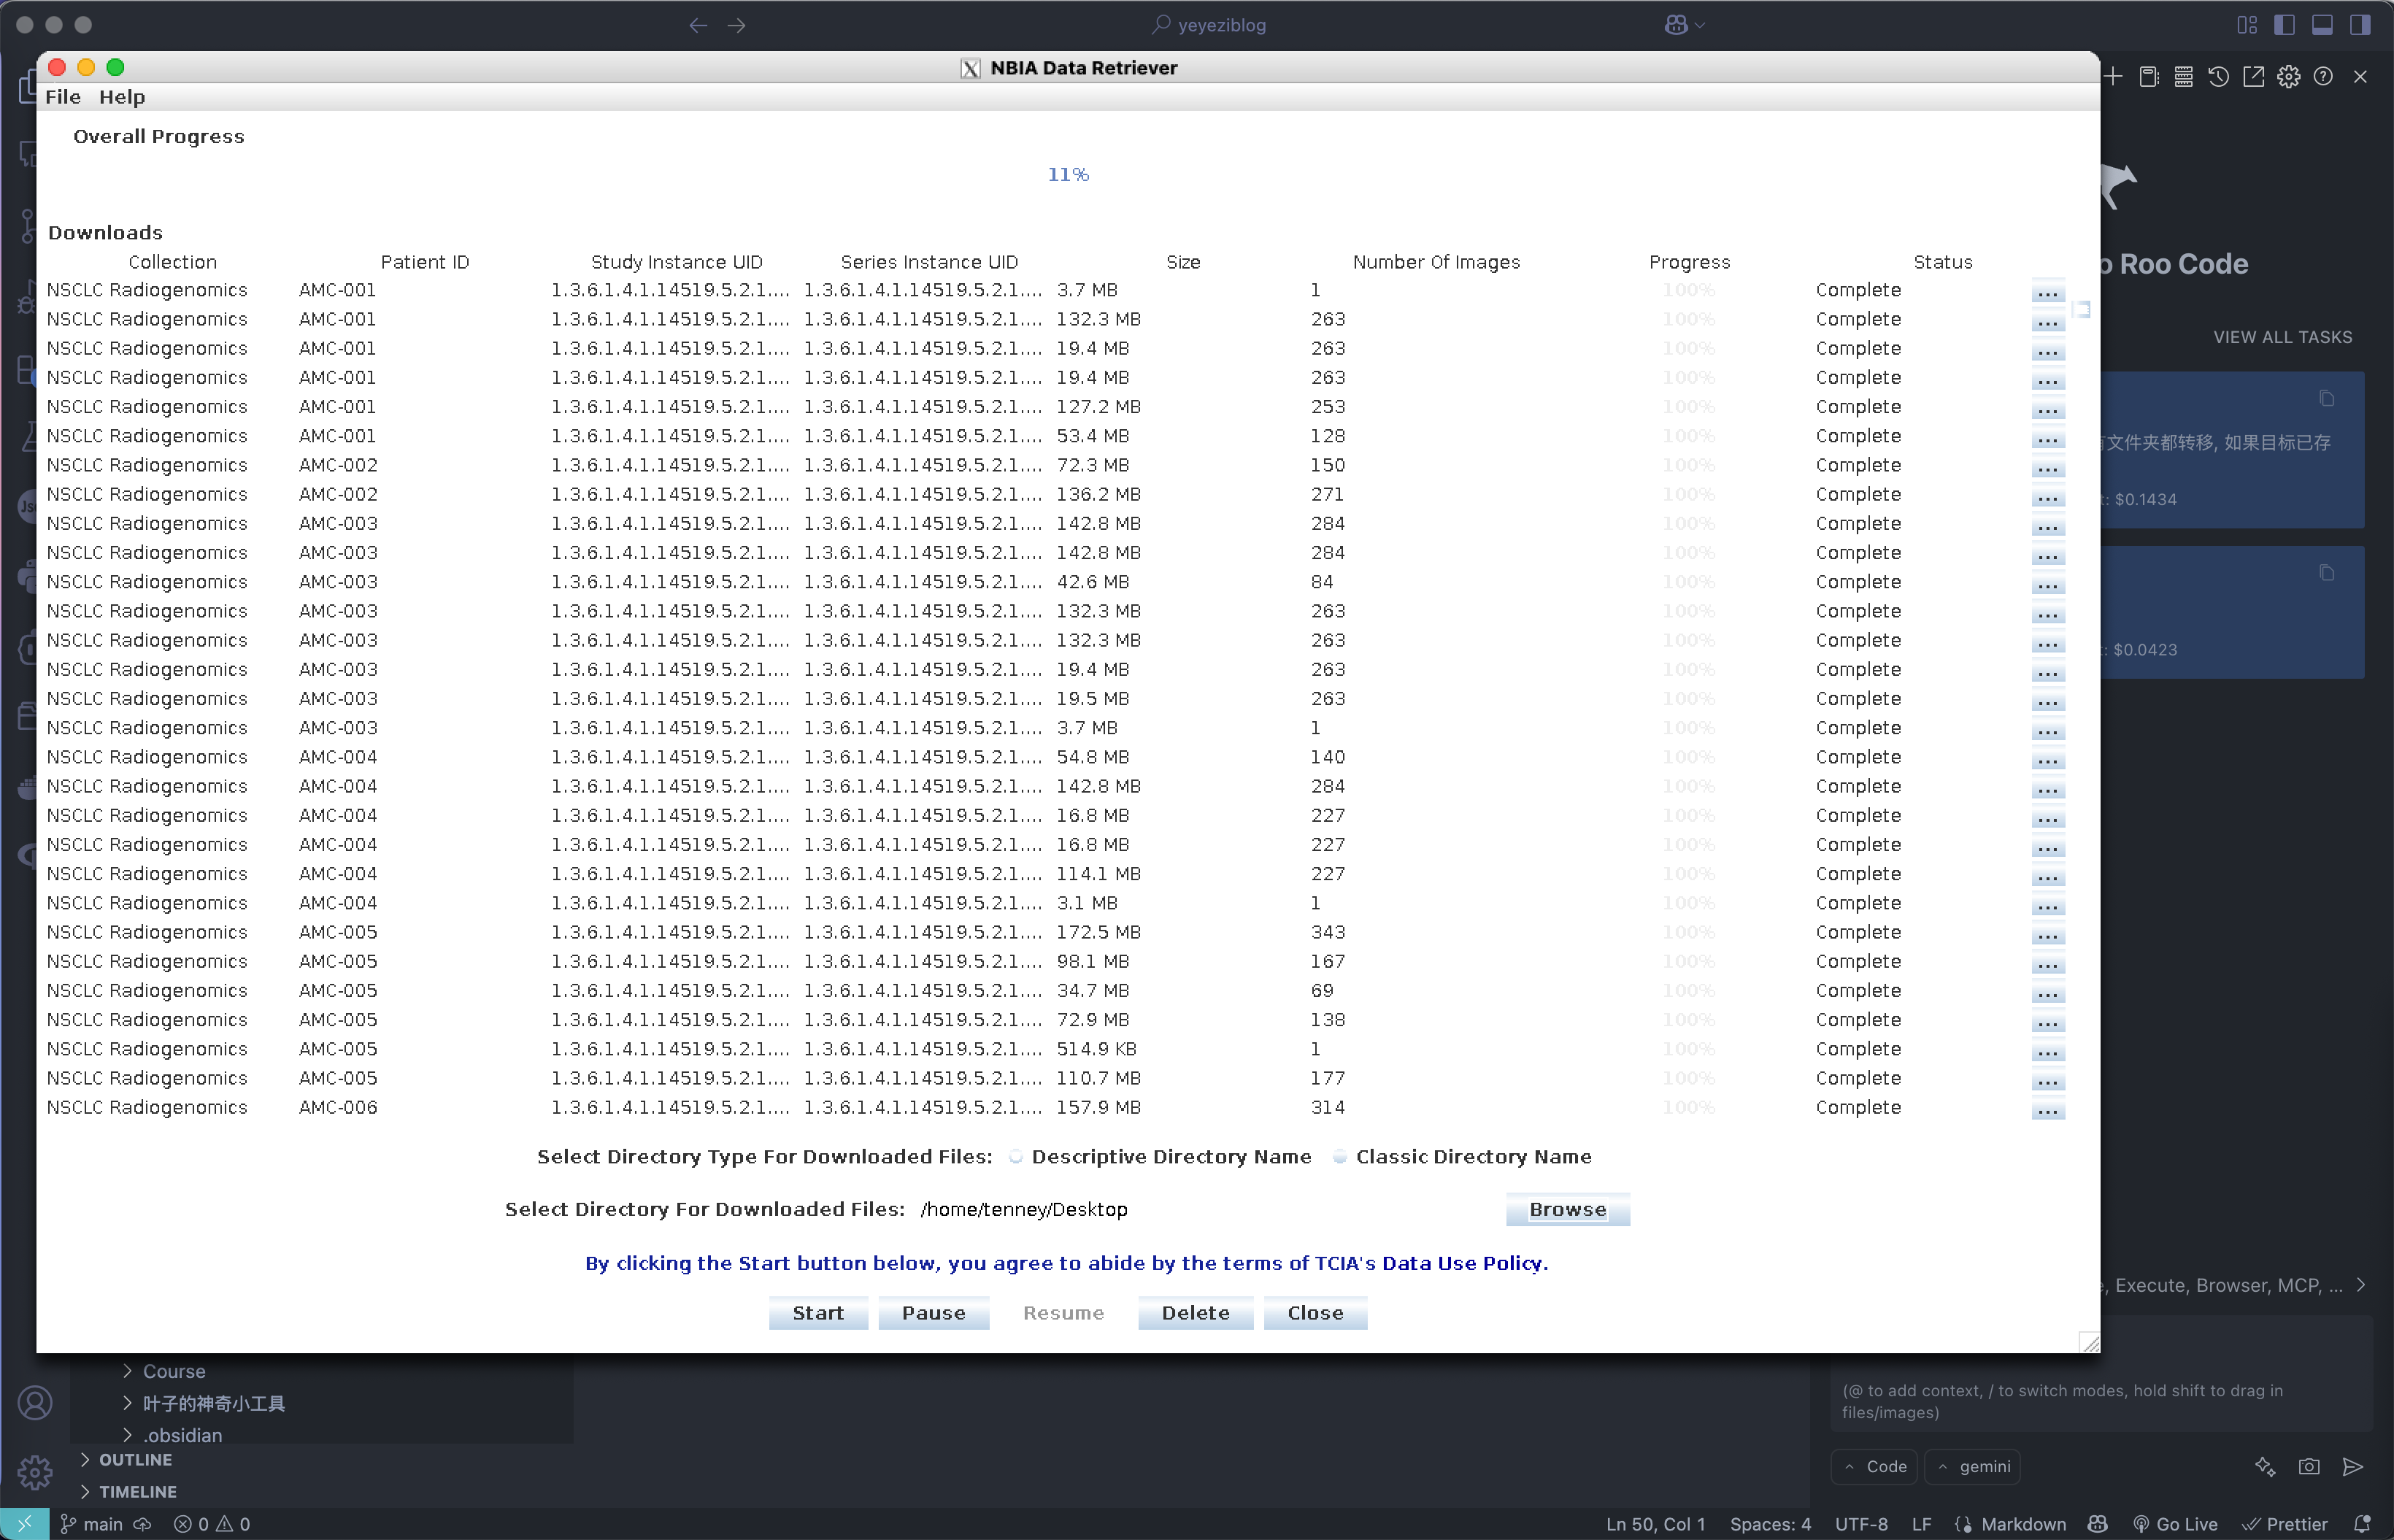 yeyeziblog
NBIA Data Retriever
File Help
Overall Progress
11%
Downloads
Collection Patient ID Study Instance UID Series Instance UID Size Number Of Images Progress Status
NSCLC Radiogenomics AMC-001 1.3.6.1.4.1.14519.5.2.1.... 1.3.6.1.4.1.14519.5.2.1.... 3.7 MB 1 100% Complete ...
NSCLC Radiogenomics AMC-001 1.3.6.1.4.1.14519.5.2.1.... 1.3.6.1.4.1.14519.5.2.1.... 132.3 MB 263 100% Complete ...
NSCLC Radiogenomics AMC-001 1.3.6.1.4.1.14519.5.2.1.... 1.3.6.1.4.1.14519.5.2.1.... 19.4 MB 263 100% Complete ...
NSCLC Radiogenomics AMC-001 1.3.6.1.4.1.14519.5.2.1.... 1.3.6.1.4.1.14519.5.2.1.... 19.4 MB 263 100% Complete ...
NSCLC Radiogenomics AMC-001 1.3.6.1.4.1.14519.5.2.1.... 1.3.6.1.4.1.14519.5.2.1.... 127.2 MB 253 100% Complete ...
NSCLC Radiogenomics AMC-001 1.3.6.1.4.1.14519.5.2.1.... 1.3.6.1.4.1.14519.5.2.1.... 53.4 MB 128 100% Complete ...
NSCLC Radiogenomics AMC-002 1.3.6.1.4.1.14519.5.2.1.... 1.3.6.1.4.1.14519.5.2.1.... 72.3 MB 150 100% Complete ...
NSCLC Radiogenomics AMC-002 1.3.6.1.4.1.14519.5.2.1.... 1.3.6.1.4.1.14519.5.2.1.... 136.2 MB 271 100% Complete ...
NSCLC Radiogenomics AMC-003 1.3.6.1.4.1.14519.5.2.1.... 1.3.6.1.4.1.14519.5.2.1.... 142.8 MB 284 100% Complete ...
NSCLC Radiogenomics AMC-003 1.3.6.1.4.1.14519.5.2.1.... 1.3.6.1.4.1.14519.5.2.1.... 142.8 MB 284 100% Complete ...
NSCLC Radiogenomics AMC-003 1.3.6.1.4.1.14519.5.2.1.... 1.3.6.1.4.1.14519.5.2.1.... 42.6 MB 84 100% Complete ...
NSCLC Radiogenomics AMC-003 1.3.6.1.4.1.14519.5.2.1.... 1.3.6.1.4.1.14519.5.2.1.... 132.3 MB 263 100% Complete ...
NSCLC Radiogenomics AMC-003 1.3.6.1.4.1.14519.5.2.1.... 1.3.6.1.4.1.14519.5.2.1.... 132.3 MB 263 100% Complete ...
NSCLC Radiogenomics AMC-003 1.3.6.1.4.1.14519.5.2.1.... 1.3.6.1.4.1.14519.5.2.1.... 19.4 MB 263 100% Complete ...
NSCLC Radiogenomics AMC-003 1.3.6.1.4.1.14519.5.2.1.... 1.3.6.1.4.1.14519.5.2.1.... 19.5 MB 263 100% Complete ...
NSCLC Radiogenomics AMC-003 1.3.6.1.4.1.14519.5.2.1.... 1.3.6.1.4.1.14519.5.2.1.... 3.7 MB 1 100% Complete ...
NSCLC Radiogenomics AMC-004 1.3.6.1.4.1.14519.5.2.1.... 1.3.6.1.4.1.14519.5.2.1.... 54.8 MB 140 100% Complete ...
NSCLC Radiogenomics AMC-004 1.3.6.1.4.1.14519.5.2.1.... 1.3.6.1.4.1.14519.5.2.1.... 142.8 MB 284 100% Complete ...
NSCLC Radiogenomics AMC-004 1.3.6.1.4.1.14519.5.2.1.... 1.3.6.1.4.1.14519.5.2.1.... 16.8 MB 227 100% Complete ...
NSCLC Radiogenomics AMC-004 1.3.6.1.4.1.14519.5.2.1.... 1.3.6.1.4.1.14519.5.2.1.... 16.8 MB 227 100% Complete ...
NSCLC Radiogenomics AMC-004 1.3.6.1.4.1.14519.5.2.1.... 1.3.6.1.4.1.14519.5.2.1.... 114.1 MB 227 100% Complete ...
NSCLC Radiogenomics AMC-004 1.3.6.1.4.1.14519.5.2.1.... 1.3.6.1.4.1.14519.5.2.1.... 3.1 MB 1 100% Complete ...
NSCLC Radiogenomics AMC-005 1.3.6.1.4.1.14519.5.2.1.... 1.3.6.1.4.1.14519.5.2.1.... 172.5 MB 343 100% Complete ...
NSCLC Radiogenomics AMC-005 1.3.6.1.4.1.14519.5.2.1.... 1.3.6.1.4.1.14519.5.2.1.... 98.1 MB 167 100% Complete ...
NSCLC Radiogenomics AMC-005 1.3.6.1.4.1.14519.5.2.1.... 1.3.6.1.4.1.14519.5.2.1.... 34.7 MB 69 100% Complete ...
NSCLC Radiogenomics AMC-005 1.3.6.1.4.1.14519.5.2.1.... 1.3.6.1.4.1.14519.5.2.1.... 72.9 MB 138 100% Complete ...
NSCLC Radiogenomics AMC-005 1.3.6.1.4.1.14519.5.2.1.... 1.3.6.1.4.1.14519.5.2.1.... 514.9 KB 1 100% Complete ...
NSCLC Radiogenomics AMC-005 1.3.6.1.4.1.14519.5.2.1.... 1.3.6.1.4.1.14519.5.2.1.... 110.7 MB 177 100% Complete ...
NSCLC Radiogenomics AMC-006 1.3.6.1.4.1.14519.5.2.1.... 1.3.6.1.4.1.14519.5.2.1.... 157.9 MB 314 100% Complete ...
Select Directory Type For Downloaded Files: Descriptive Directory Name Classic Directory Name
Select Directory For Downloaded Files: /home/tenney/Desktop Browse
By clicking the Start button below, you agree to abide by the terms of TCIA's Data Use Policy.
Start Pause Resume Delete Close
o Roo Code
VIEW ALL TASKS
文件夹都转移, 如果目标已存
t: $0.1434
t: $0.0423
e, Execute, Browser, MCP, ...
(@ to add context, / to switch modes, hold shift to drag in
files/images)
Code gemini
Course
叶子的神奇小工具
.obsidian
OUTLINE
TIMELINE
main 0 0 Ln 50, Col 1 Spaces: 4 UTF-8 LF Markdown Go Live Prettier